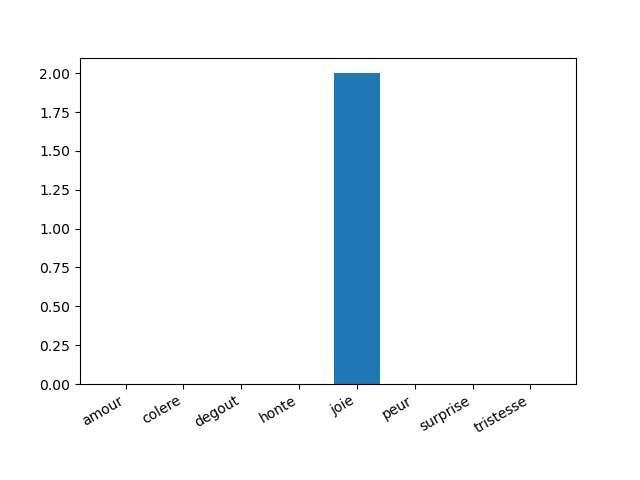 2.00
1.75
1.50
1.25
1.00
0.75
0.50
0.25
0.00
amour
colere
degout
honte
joie
peur
surprise
tristesse